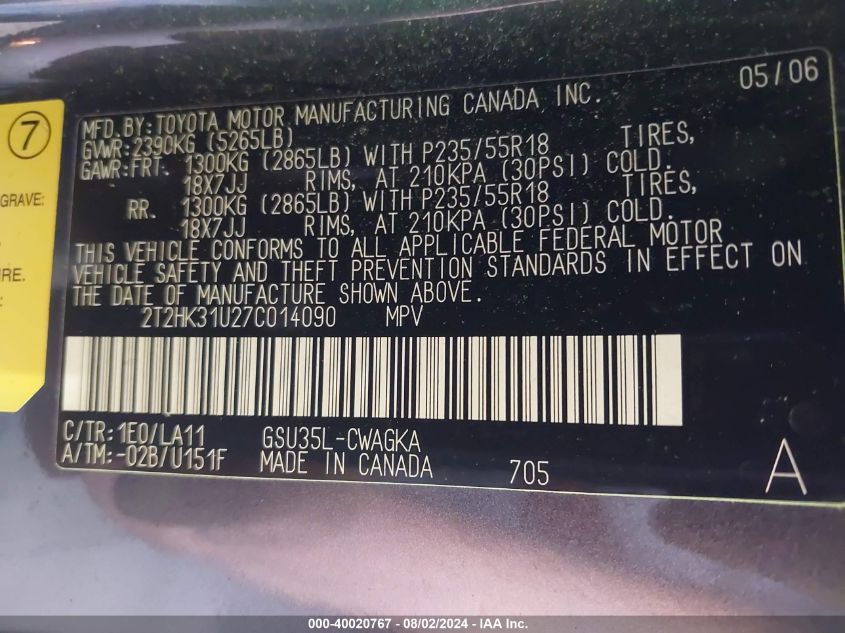 05/06
MFD.BY:TOYOTA MOTOR MANUFACTURING CANADA INC.
GVWR:2390KG (5265LB)
GAWR:FRT. 1300KG (2865LB) WITH P235/55R18 TIRES,
18X7JJ RIMS, AT 210KPA (30PSI) COLD.
RR. 1300KG (2865LB) WITH P235/55R18 TIRES,
18X7JJ RIMS, AT 210KPA (30PSI) COLD.
THIS VEHICLE CONFORMS TO ALL APPLICABLE FEDERAL MOTOR
VEHICLE SAFETY AND THEFT PREVENTION STANDARDS IN EFFECT ON
THE DATE OF MANUFACTURE SHOWN ABOVE.
2T2HK31U27C014090 MPV
C/TR:1E0/LA11 GSU35L-CWAGKA
A/TM:-02B/U151F MADE IN CANADA 705 A
7
GRAVE:
URE.
000-40020767 - 08/02/2024 - IAA Inc.